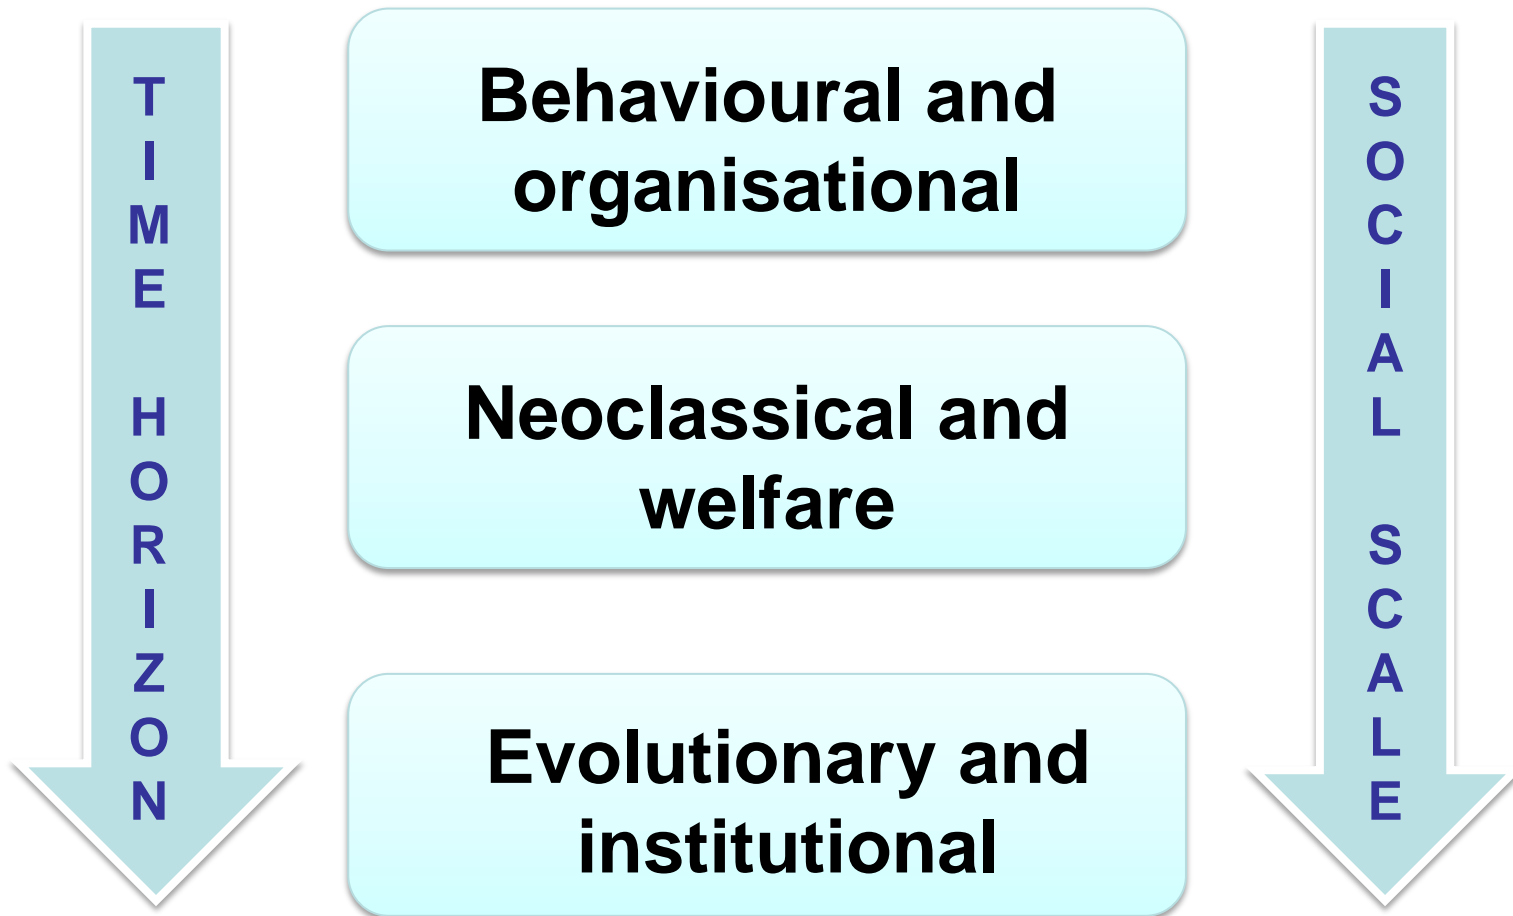 TIME HORIZON
Behavioural and
organisational
Neoclassical and
welfare
Evolutionary and
institutional
SOCIAL SCALE